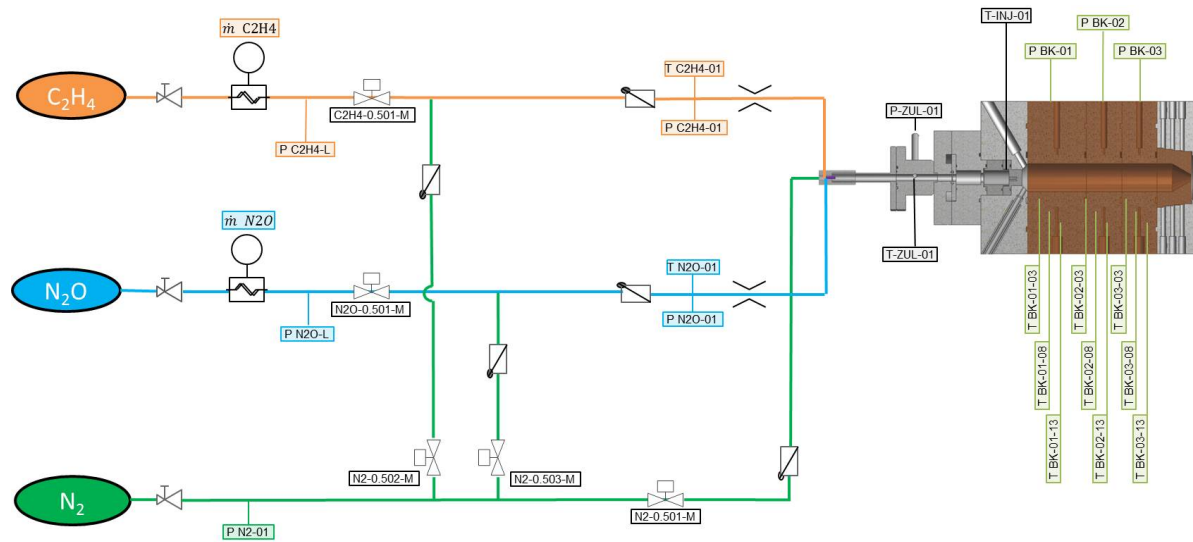 ṁ C2H4
C₂H₄
C2H4-0.501-M
P C2H4-L
T C2H4-01
P C2H4-01
T-INJ-01
P BK-01
P BK-02
P BK-03
P-ZUL-01
T-ZUL-01
ṁ N2O
N₂O
N2O-0.501-M
P N2O-L
T N2O-01
P N2O-01
T BK-01-03
T BK-02-03
T BK-03-03
T BK-01-08
T BK-02-08
T BK-03-08
T BK-01-13
T BK-02-13
T BK-03-13
N2-0.502-M
N2-0.503-M
N₂
P N2-01
N2-0.501-M